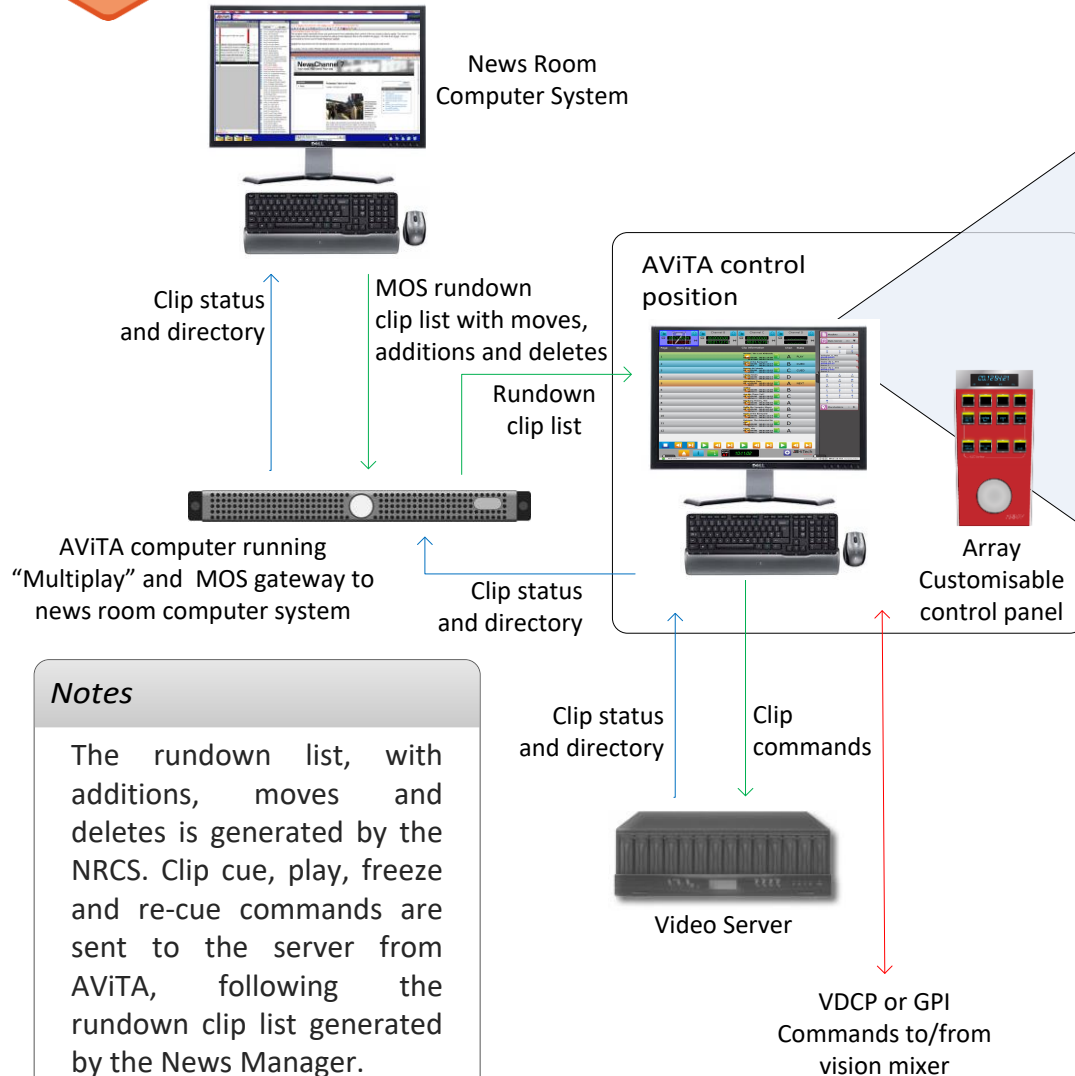 News Room
Computer System
NewsChannel 7
Clip status
and directory
MOS rundown
clip list with moves,
additions and deletes
Rundown
clip list
AViTA control
position
AViTA computer running
“Multiplay” and MOS gateway to
news room computer system
Clip status
and directory
Array
Customisable
control panel
Clip status
and directory
Clip
commands
Video Server
VDCP or GPI
Commands to/from
vision mixer
Notes
The rundown list, with
additions, moves and
deletes is generated by the
NRCS. Clip cue, play, freeze
and re-cue commands are
sent to the server from
AViTA, following the
rundown clip list generated
by the News Manager.